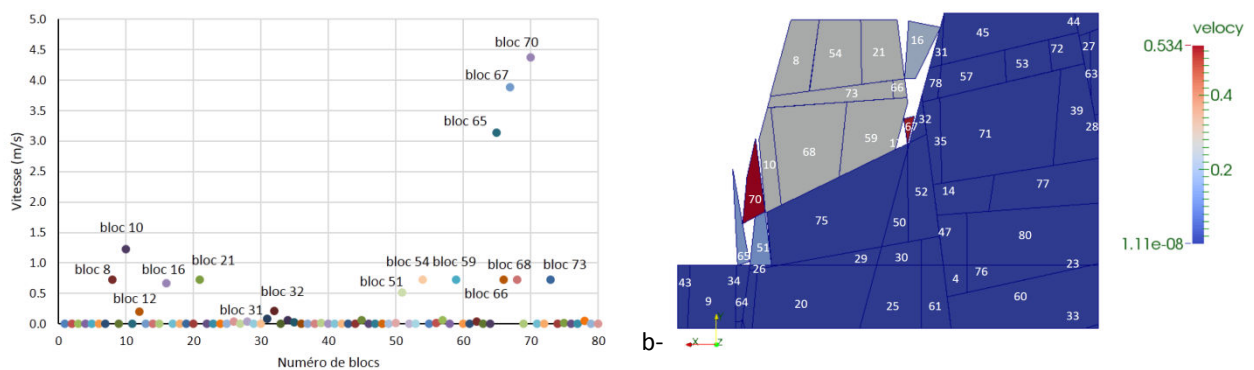 5.0
4.5
4.0
3.5
3.0
2.5
2.0
1.5
1.0
0.5
0.0
Vitesse (m/s)
0 10 20 30 40 50 60 70 80
Numéro de blocs
bloc 70
bloc 67
bloc 65
bloc 10
bloc 8
bloc 16
bloc 21
bloc 54
bloc 59
bloc 68
bloc 73
bloc 51
bloc 66
bloc 12
bloc 31
bloc 32
b-
8 54 21 16 31 45 44
73 66 78 57 53 72 27 63
10 68 59 1 67 32 35 71 39 28
70 75 50 52 14 77
65 51 26 29 30 47 80
43 9 34 64 20 25 61 4 76 60 23 33
X Y Z
velocy
0.534
0.4
0.2
1.11e-08